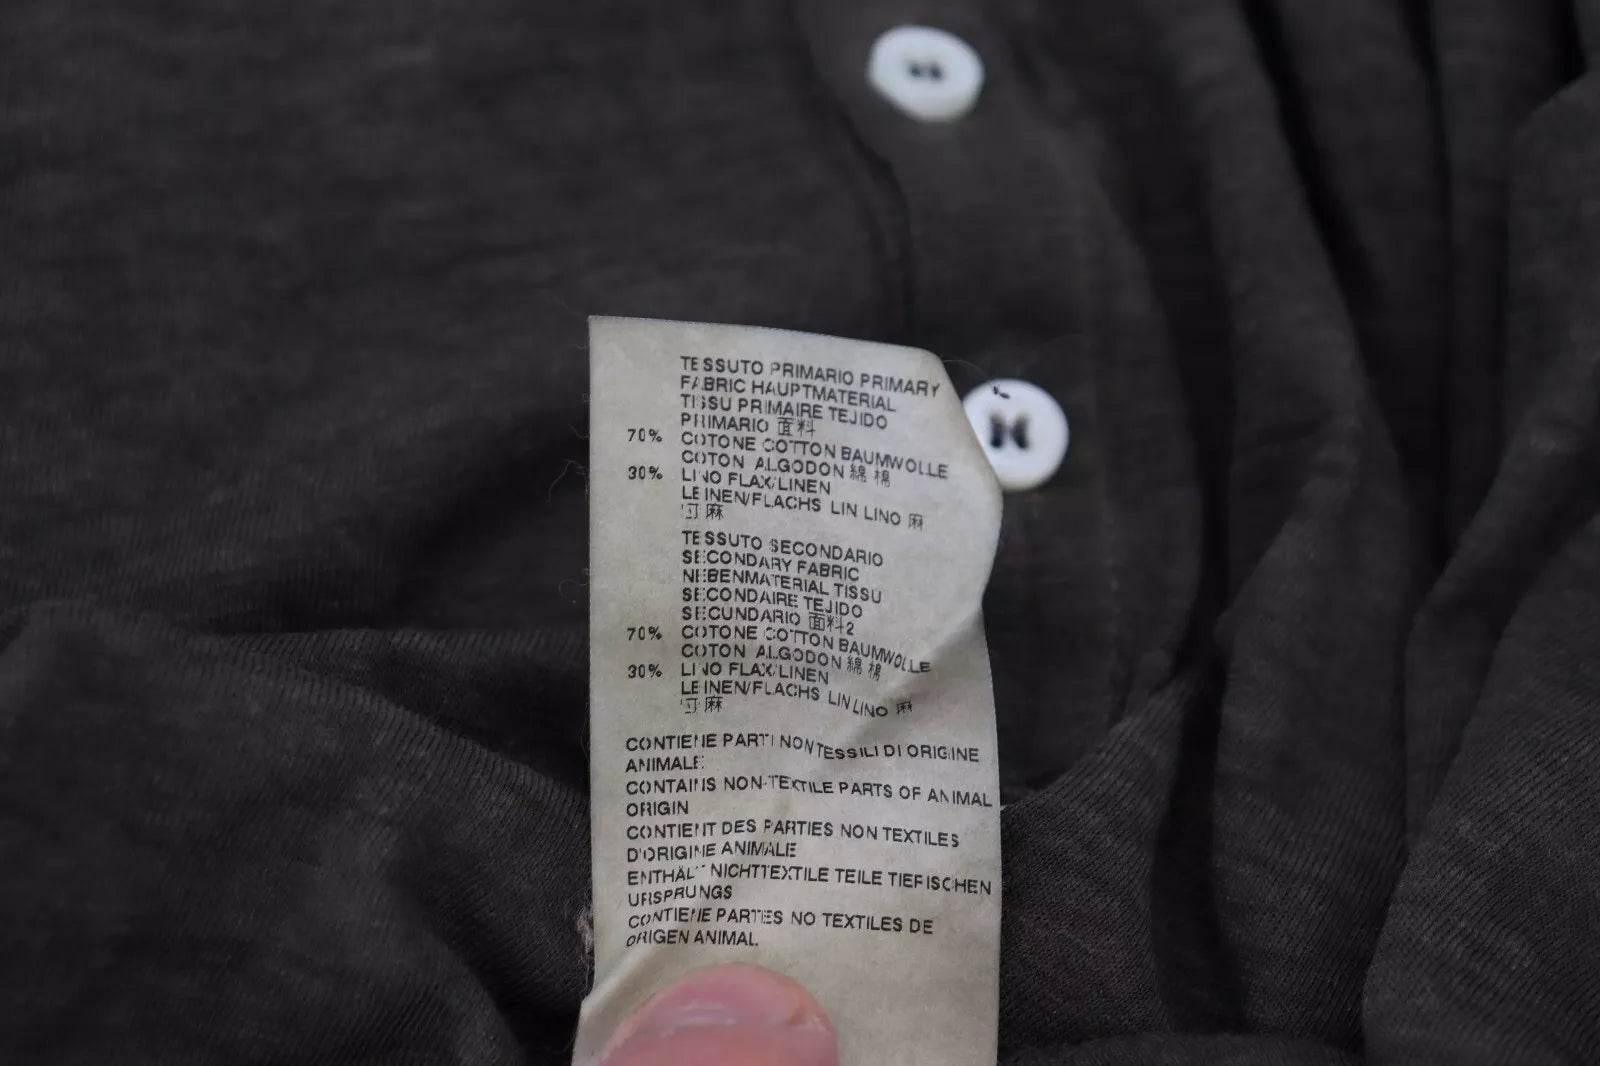 TESSUTO PRIMARIO PRIMARY
FABRIC HAUPTMATERIAL
TISSU PRIMAIRE TEJIDO
PRIMARIO 面料
70% COTONE COTTON BAUMWOLLE
COTON ALGODON 綿 棉
30% LINO FLAX/LINEN
LEINEN/FLACHS LIN LINO 麻
麻
TESSUTO SECONDARIO
SECONDARY FABRIC
NEBENMATERIAL TISSU
SECONDAIRE TEJIDO
SECUNDARIO 面料2
70% COTONE COTTON BAUMWOLLE
COTON ALGODON 綿 棉
30% LINO FLAX/LINEN
LEINEN/FLACHS LIN LINO 麻
麻
CONTIENE PARTI NON TESSILI DI ORIGINE
ANIMALE
CONTAINS NON-TEXTILE PARTS OF ANIMAL
ORIGIN
CONTIENT DES PARTIES NON TEXTILES
D'ORIGINE ANIMALE
ENTHÄLT NICHTTEXTILE TEILE TIERISCHEN
URSPRUNGS
CONTIENE PARTES NO TEXTILES DE
ORIGEN ANIMAL